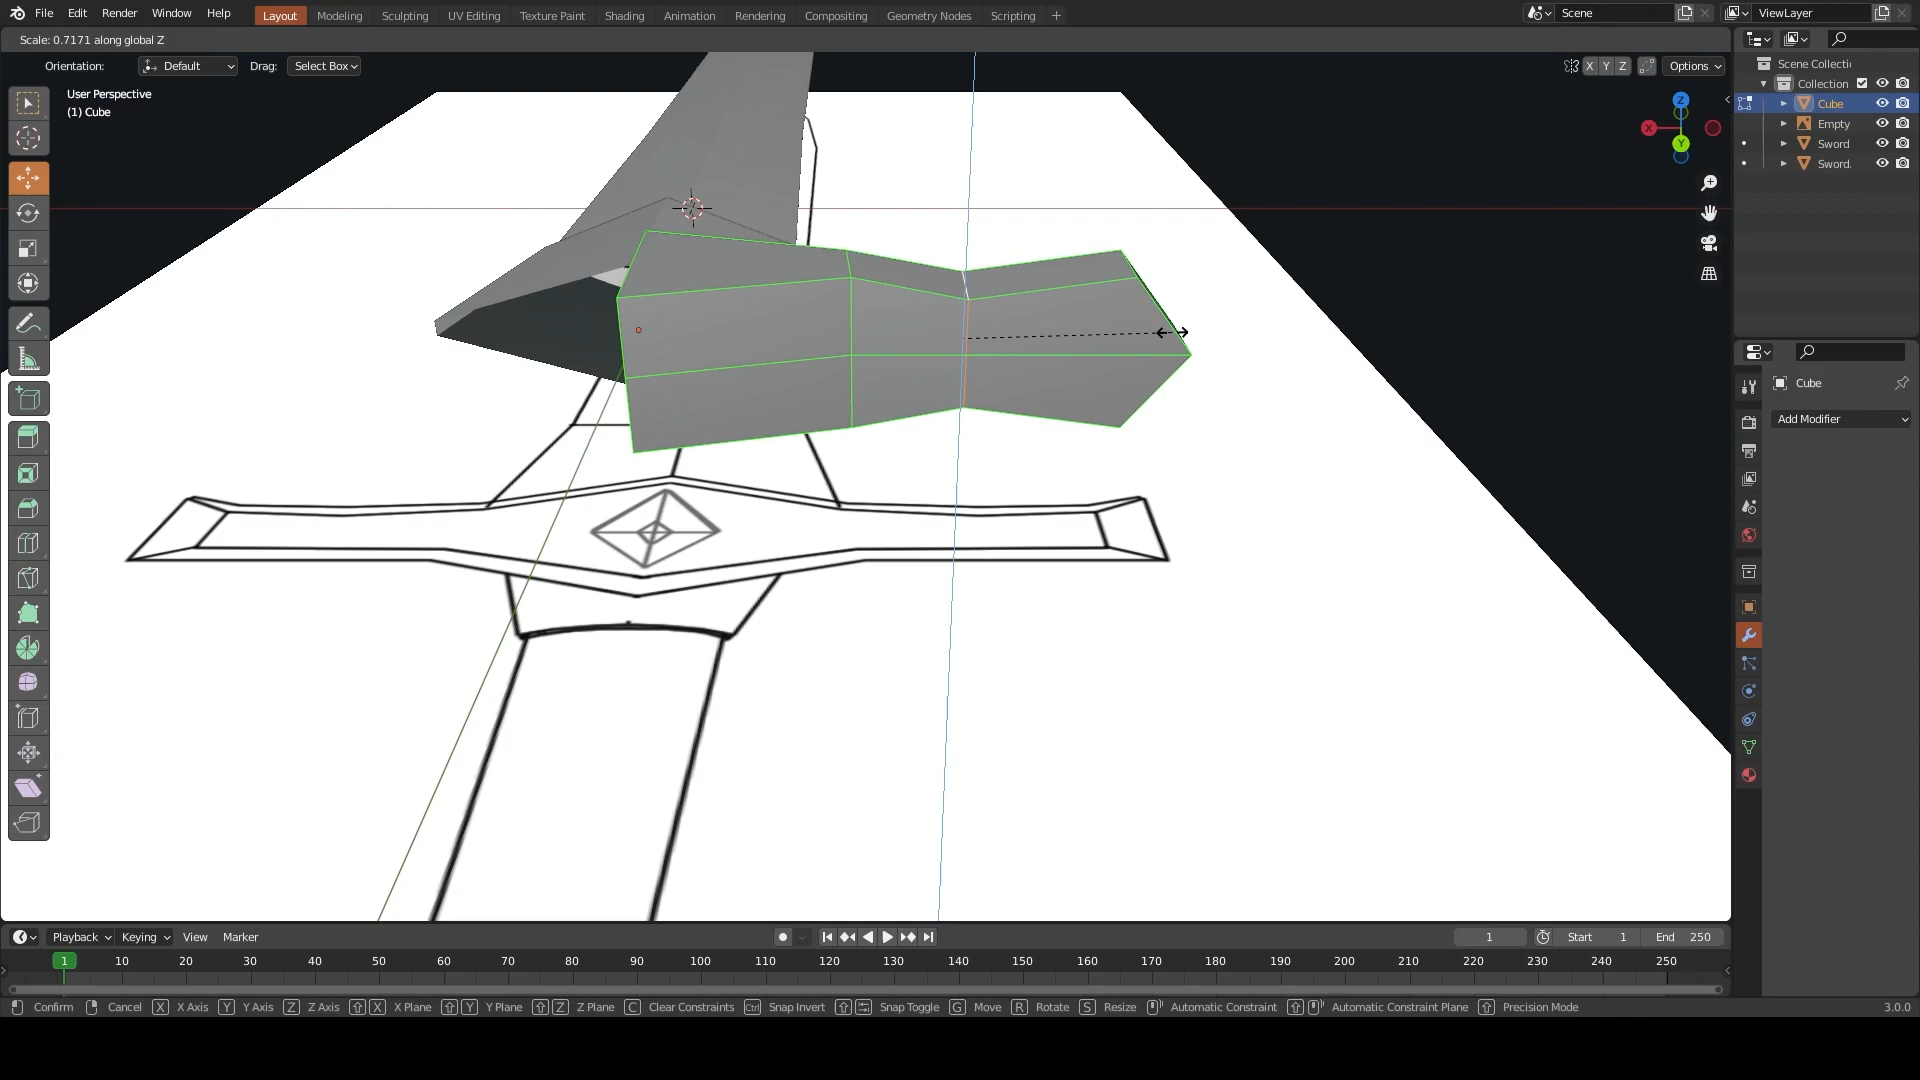 File Edit Render Window Help Layout Modeling Sculpting UV Editing Texture Paint Shading Animation Rendering Compositing Geometry Nodes Scripting + Scene ViewLayer
Scale: 0.7171 along global Z
Orientation: Default Drag: Select Box X Y Z Options
User Perspective
(1) Cube
Z
X
Y
Scene Collecti
Collection
Cube
Empty
Sword
Sword.
Cube
Add Modifier
Playback Keying View Marker 1 Start 1 End 250
1 10 20 30 40 50 60 70 80 90 100 110 120 130 140 150 160 170 180 190 200 210 220 230 240 250
Confirm Cancel X X Axis Y Y Axis Z Z Axis X X Plane Y Y Plane Z Z Plane C Clear Constraints Ctrl Snap Invert Snap Toggle G Move R Rotate S Resize Automatic Constraint Automatic Constraint Plane Precision Mode 3.0.0